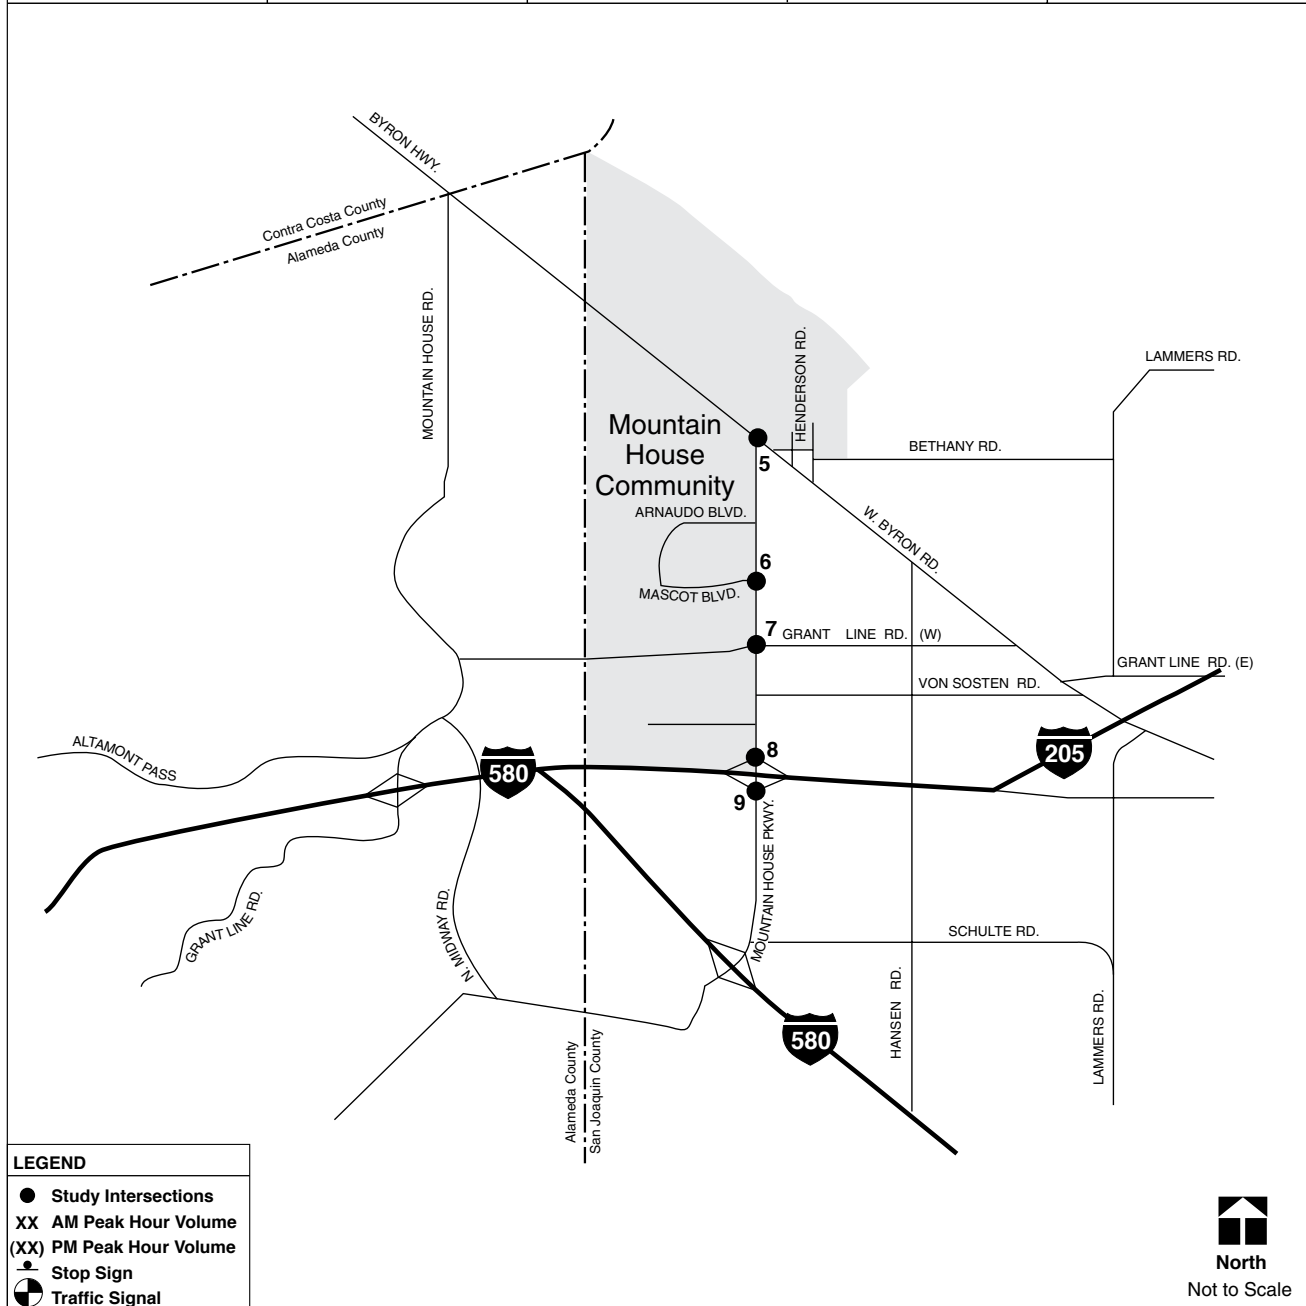 BYRON HWY.
Contra Costa County
Alameda County
MOUNTAIN HOUSE RD.
HENDERSON RD.
LAMMERS RD.
Mountain
House
Community
5
BETHANY RD.
ARNAUDO BLVD.
W. BYRON RD.
6
MASCOT BLVD.
7
GRANT LINE RD. (W)
GRANT LINE RD. (E)
VON SOSTEN RD.
ALTAMONT PASS
580
8
205
9
MOUNTAIN HOUSE PKWY.
GRANT LINE RD.
N. MIDWAY RD.
SCHULTE RD.
HANSEN RD.
LAMMERS RD.
580
Alameda County
San Joaquin County
LEGEND
Study Intersections
XX AM Peak Hour Volume
(XX) PM Peak Hour Volume
Stop Sign
Traffic Signal
North
Not to Scale